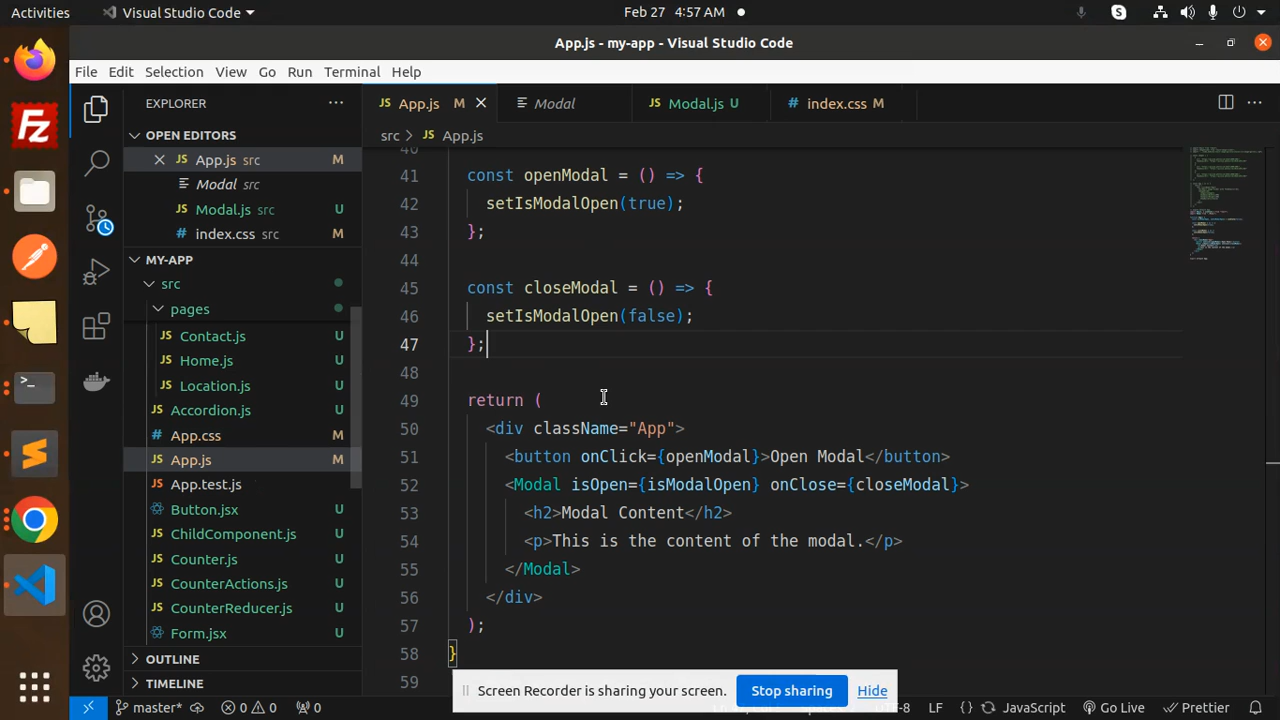 Activities
Visual Studio Code
Feb 27 4:57 AM
App.js - my-app - Visual Studio Code
File Edit Selection View Go Run Terminal Help
EXPLORER
OPEN EDITORS
App.js src M
Modal src
Modal.js src U
index.css src M
MY-APP
src
pages
Contact.js U
Home.js U
Location.js U
Accordion.js U
App.css M
App.js M
App.test.js U
Button.jsx U
ChildComponent.js U
Counter.js U
CounterActions.js U
CounterReducer.js U
Form.jsx U
OUTLINE
TIMELINE
JS App.js M
Modal
JS Modal.js U
# index.css M
src > JS App.js
41 const openModal = () => {
42 setIsModalOpen(true);
43 };
44
45 const closeModal = () => {
46 setIsModalOpen(false);
47 };
48
49 return (
50 <div className="App">
51 <button onClick={openModal}>Open Modal</button>
52 <Modal isOpen={isModalOpen} onClose={closeModal}>
53 <h2>Modal Content</h2>
54 <p>This is the content of the modal.</p>
55 </Modal>
56 </div>
57 );
58 }
59
Screen Recorder is sharing your screen. Stop sharing Hide
master* 0 0 0 LF {} JavaScript Go Live Prettier